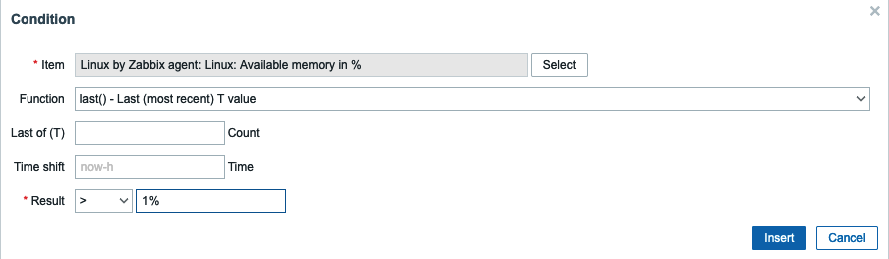 Condition
* Item Linux by Zabbix agent: Linux: Available memory in % Select
Function last() - Last (most recent) T value
Last of (T) Count
Time shift now-h Time
* Result > 1%
Insert Cancel